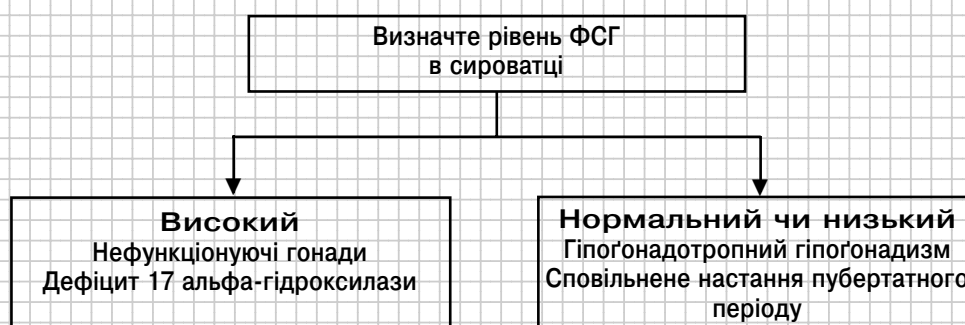 Визначте рівень ФСГ
в сироватці
Високий
Нефункціонуючі гонади
Дефіцит 17 альфа-гідроксилази
Нормальний чи низький
Гіпоґонадотропний гіпоґонадизм
Сповільнене настання пубертатного
періоду